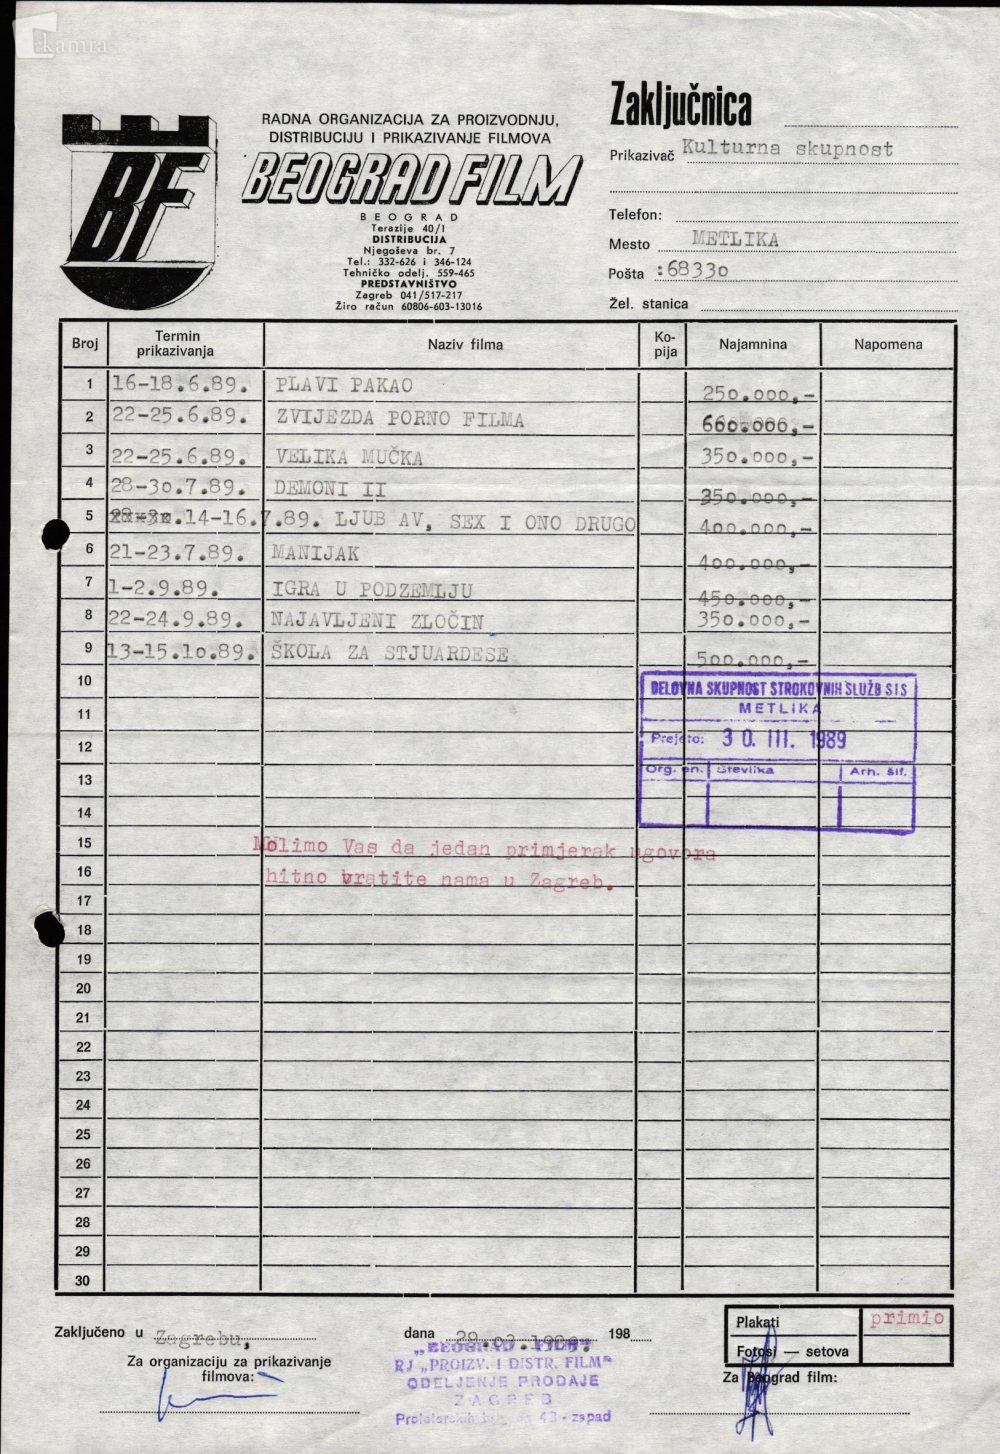 kamra
RADNA ORGANIZACIJA ZA PROIZVODNJU,
DISTRIBUCIJU I PRIKAZIVANJE FILMOVA
BEOGRAD FILM
BEOGRAD
Terazije 40/I
DISTRIBUCIJA
Njegoševa br. 7
Tel.: 332-626 i 346-124
Tehničko odelj. 559-465
PREDSTAVNIŠTVO
Zagreb 041/517-217
Žiro račun 60806-603-13016
BF
Zaključnica
Prikazivač Kulturna skupnost
Telefon:
Mesto METLIKA
Pošta :68330
Žel. stanica
Broj Termin prikazivanja Naziv filma Ko-pija Najamnina Napomena
1 16-18.6.89. PLAVI PAKAO 250.000,-
2 22-25.6.89. ZVIJEZDA PORNO FILMA
3 22-25.6.89. VELIKA MUČKA 350.000,-
4 28-30.7.89. DEMONI II 350.000,-
5 14-16.7.89. LJUB AV, SEX I ONO DRUGO 400.000,-
6 21-23.7.89. MANIJAK 400.000,-
7 1-2.9.89. IGRA U PODZEMLJU 450.000,-
8 22-24.9.89. NAJAVLJENI ZLOČIN 350.000,-
9 13-15.10.89. ŠKOLA ZA STJUARDESE 500.000,-
10
DELOVNA SKUPNOST STROKOVNIH SLUŽB SIS
METLIKA
11
12
Prejeto: 30. III. 1989
13
Org. en. Številka Arh. šif.
14
15 Molimo Vas da jedan primjerak ugovora
16 hitno vratite nama u Zagreb.
17
18
19
20
21
22
23
24
25
26
27
28
29
30
Zaključeno u Zagrebu, dana 198
Za organizaciju za prikazivanje
filmova:
„BEOGRAD - FILM"
RJ „PROIZV. I DISTR. FILM"
ODELJENJE PRODAJE
ZAGREB
43 - zapad
Plakati primio
Fotosi — setova
Za Beograd film: